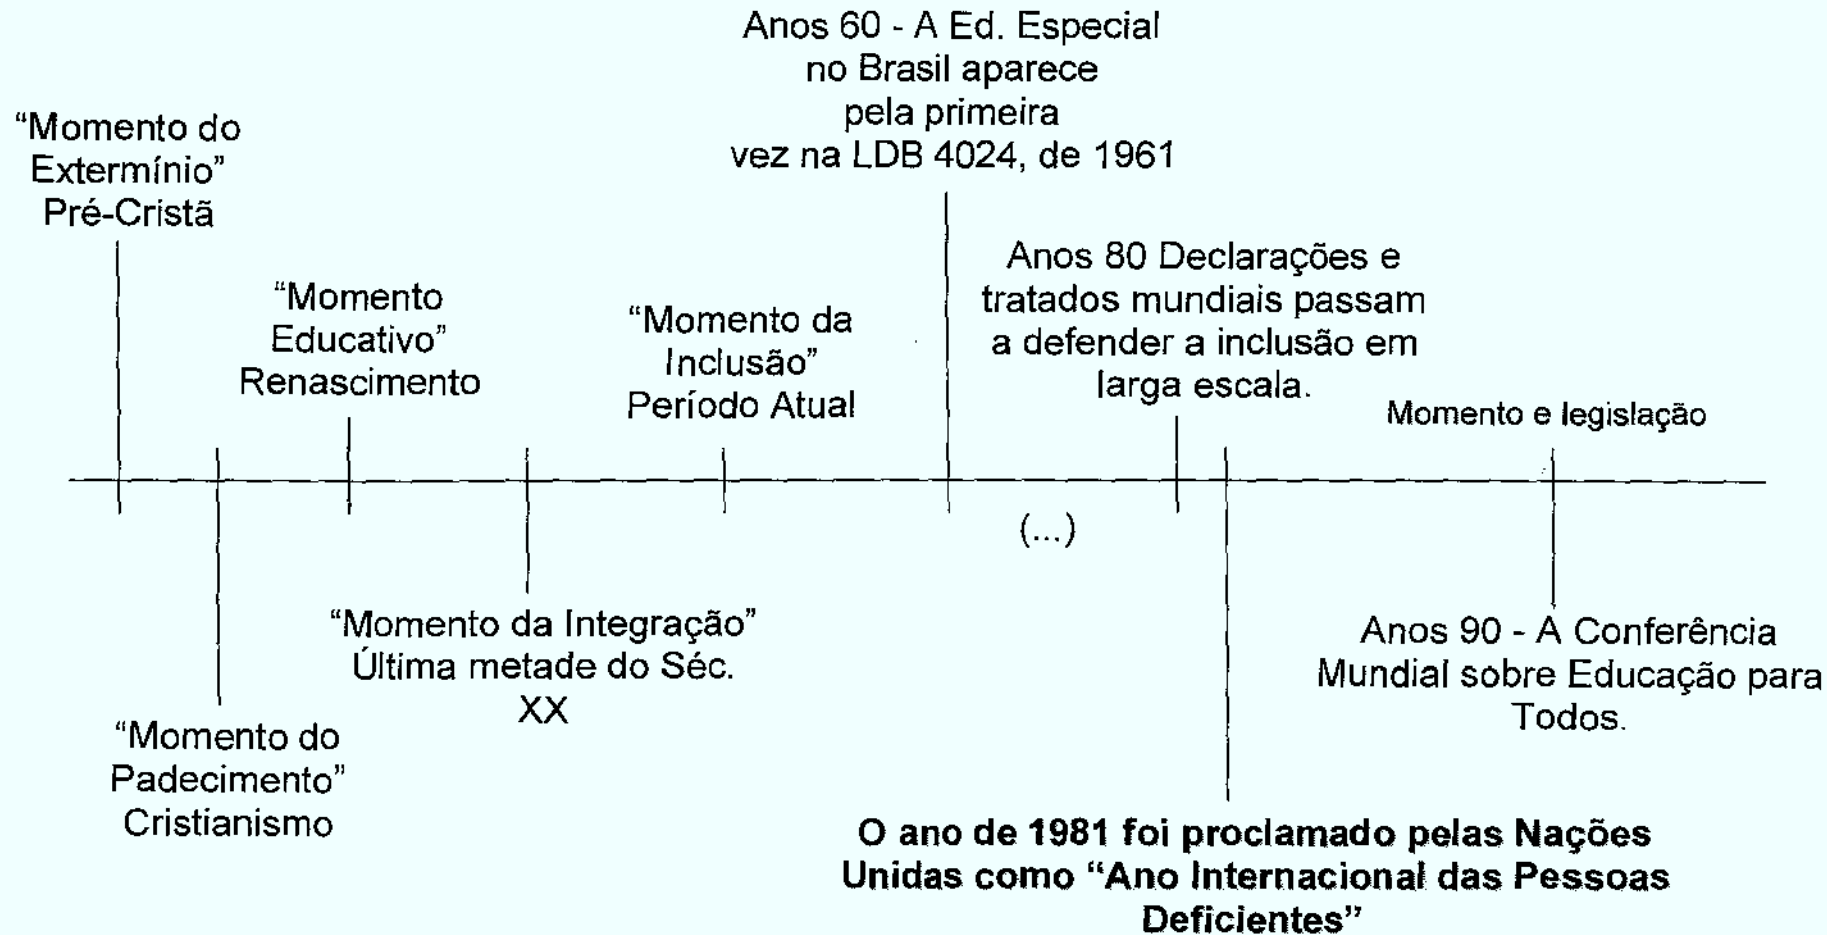 “Momento do
Extermínio”
Pré-Cristã
“Momento do
Padecimento”
Cristianismo
“Momento
Educativo”
Renascimento
“Momento da Integração”
Última metade do Séc.
XX
“Momento da
Inclusão”
Período Atual
Anos 60 - A Ed. Especial
no Brasil aparece
pela primeira
vez na LDB 4024, de 1961
(...)
Anos 80 Declarações e
tratados mundiais passam
a defender a inclusão em
larga escala.
O ano de 1981 foi proclamado pelas Nações
Unidas como “Ano Internacional das Pessoas
Deficientes”
Momento e legislação
Anos 90 - A Conferência
Mundial sobre Educação para
Todos.